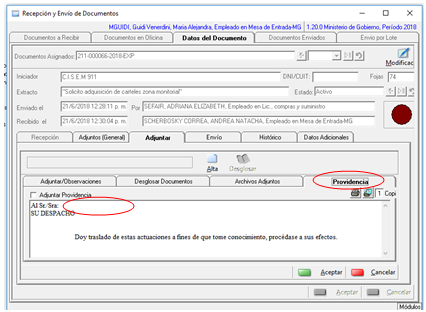 Recepción y Envío de Documentos
MGUIDI, Guidi Venerdini, Maria Alejandra, Empleado en Mesa de Entrada-MG 1.20.0 Ministerio de Gobierno, Período 2018
Documentos a Recibir Documentos en Oficina Datos del Documento Documentos Enviados Envío por Lote
Documentos Asignados: 211-000066-2018-EXP Modificar
Iniciador C.I.S.E.M 911 DNI/CUIT: Fojas 74
Extracto "Solicito adquisición de carteles zona monitorial" Estado Activo
Enviado el 21/6/2018 12:28:11 p. m. Por SEFAIR, ADRIANA ELIZABETH, Empleado en Lic., compras y suministro
Recibido el 21/6/2018 12:30:04 p. m. SCHERBOSKY CORREA, ANDREA NATACHA, Empleado en Mesa de Entrada-MG
Recepción Adjuntos (General) Adjuntar Envío Histórico Datos Adicionales
Alta Desglosar
Adjuntar/Observaciones Desglosar Documentos Archivos Adjuntos Providencia
Adjuntar Providencia 1 Copi
Al Sr. Sra:
SU DESPACHO
Doy traslado de estas actuaciones a fines de que tome conocimiento, procédase a sus efectos.
Aceptar Cancelar
Aceptar Cancelar
Módulos